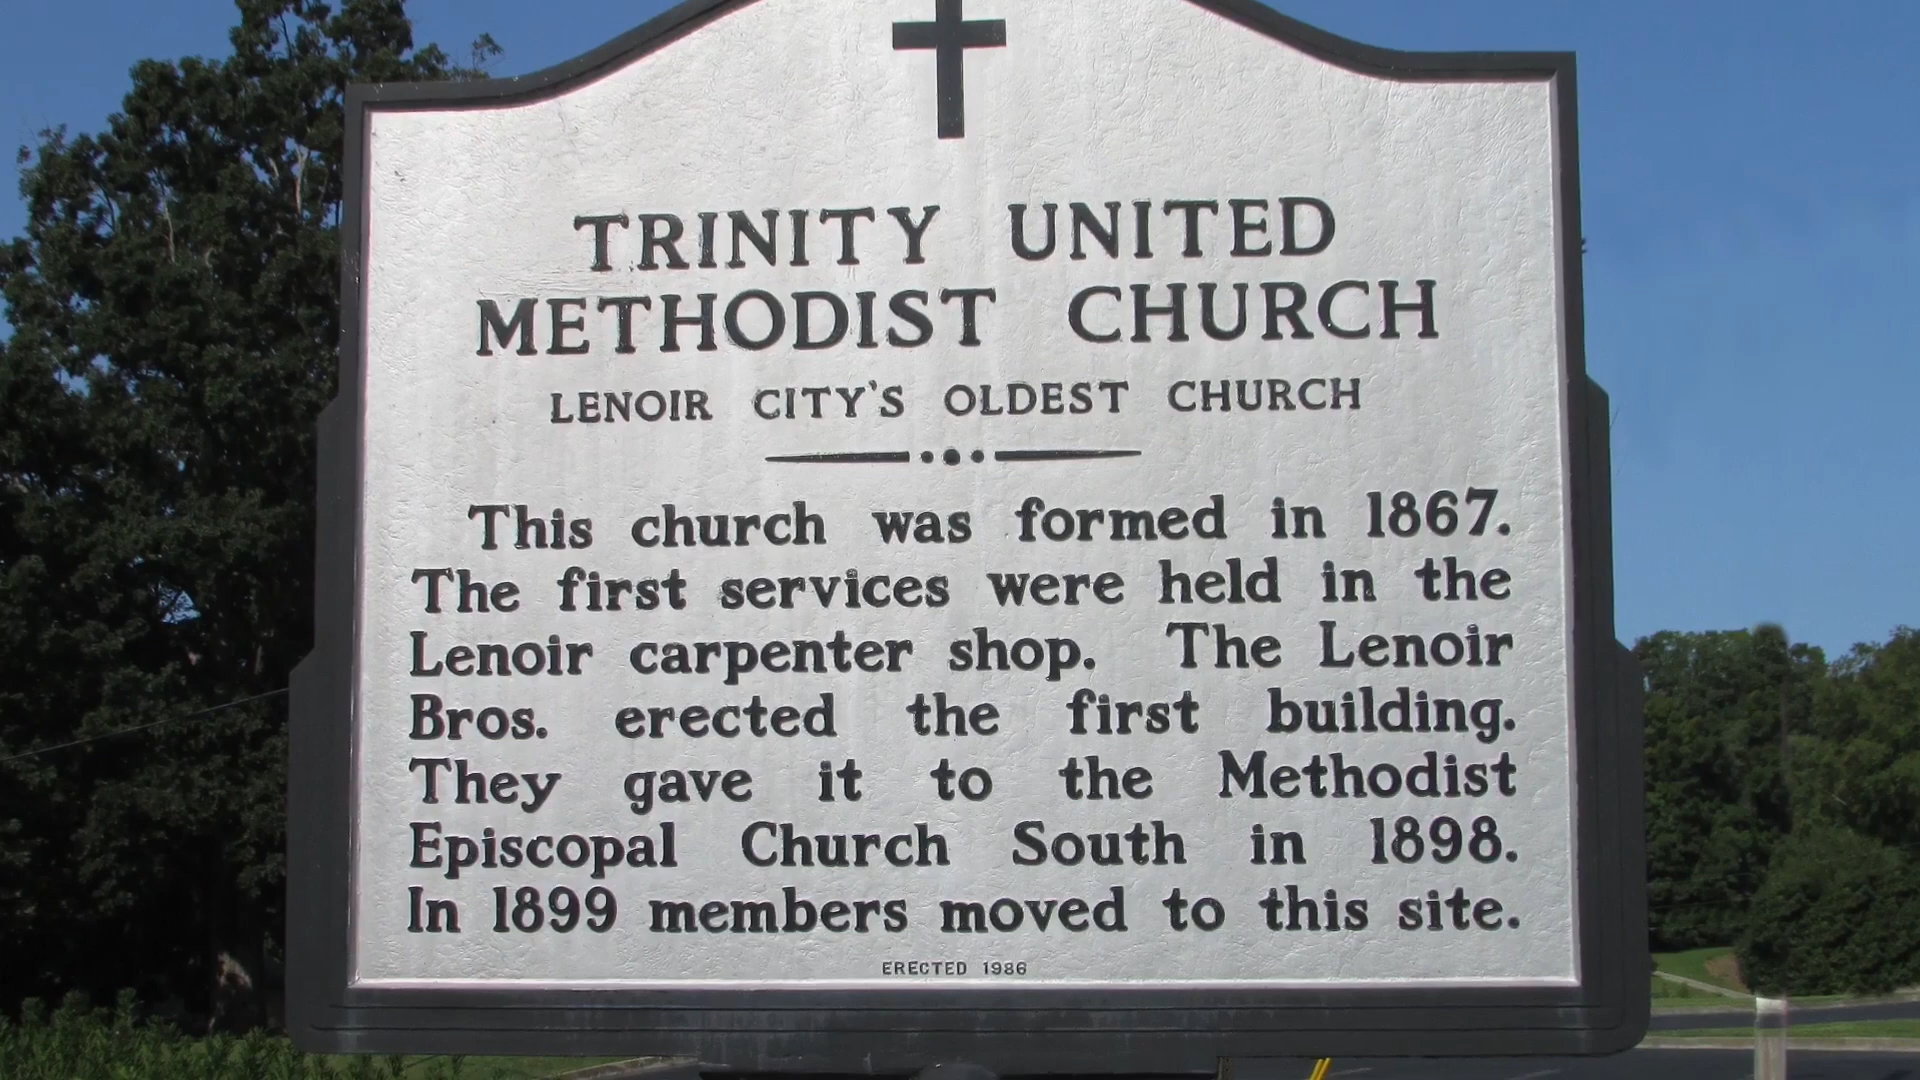 TRINITY UNITED
METHODIST CHURCH
LENOIR CITY'S OLDEST CHURCH
This church was formed in 1867.
The first services were held in the
Lenoir carpenter shop. The Lenoir
Bros. erected the first building.
They gave it to the Methodist
Episcopal Church South in 1898.
In 1899 members moved to this site.
ERECTED 1986